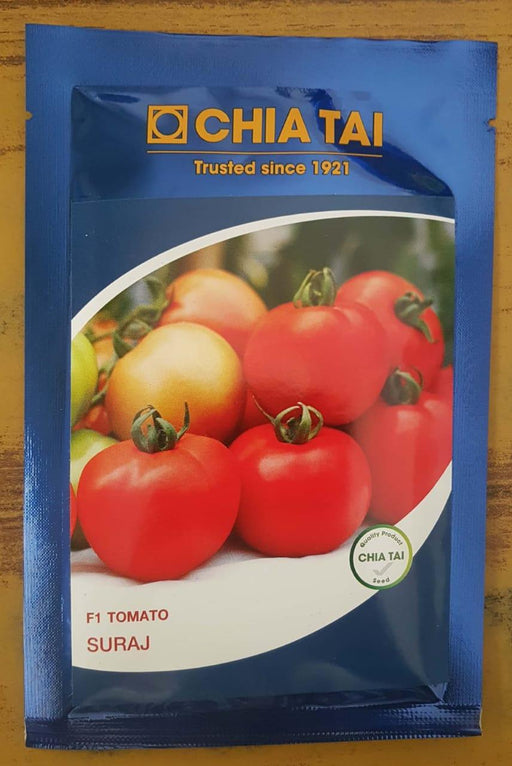 CHIA TAI
Trusted since 1921
Quality Product
CHIA TAI
Seed
F1 TOMATO
SURAJ